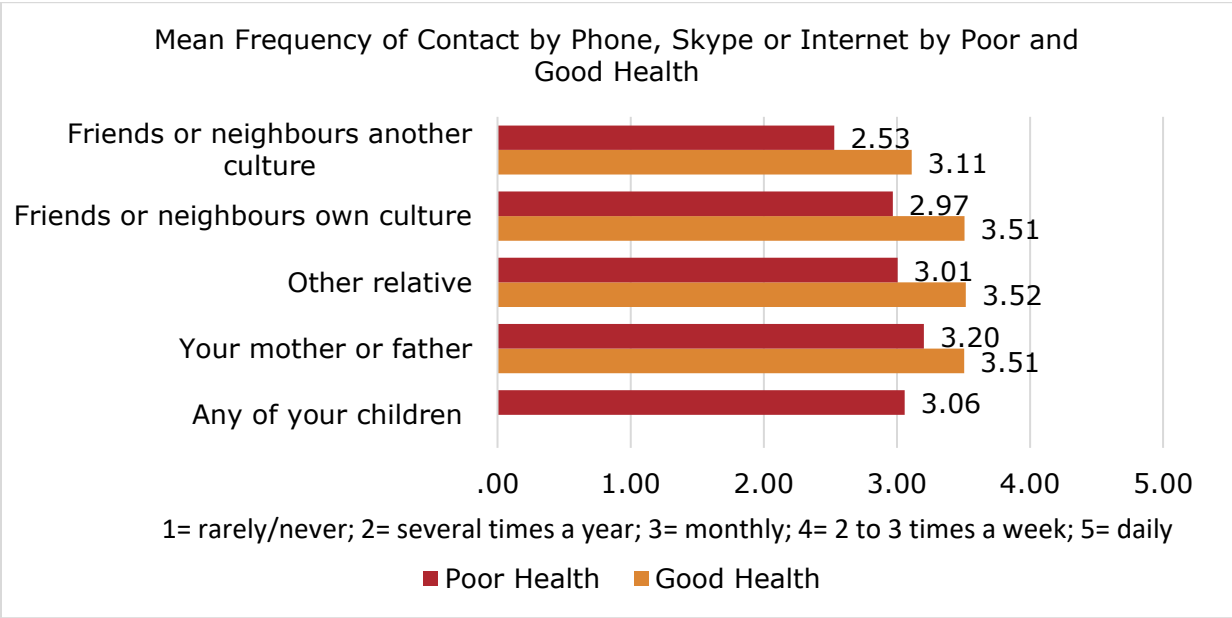 Mean Frequency of Contact by Phone, Skype or Internet by Poor and
Good Health
Friends or neighbours another
culture
2.53
3.11
Friends or neighbours own culture
2.97
3.51
Other relative
3.01
3.52
Your mother or father
3.20
3.51
Any of your children
3.06
.00 1.00 2.00 3.00 4.00 5.00
1= rarely/never; 2= several times a year; 3= monthly; 4= 2 to 3 times a week; 5= daily
Poor Health Good Health